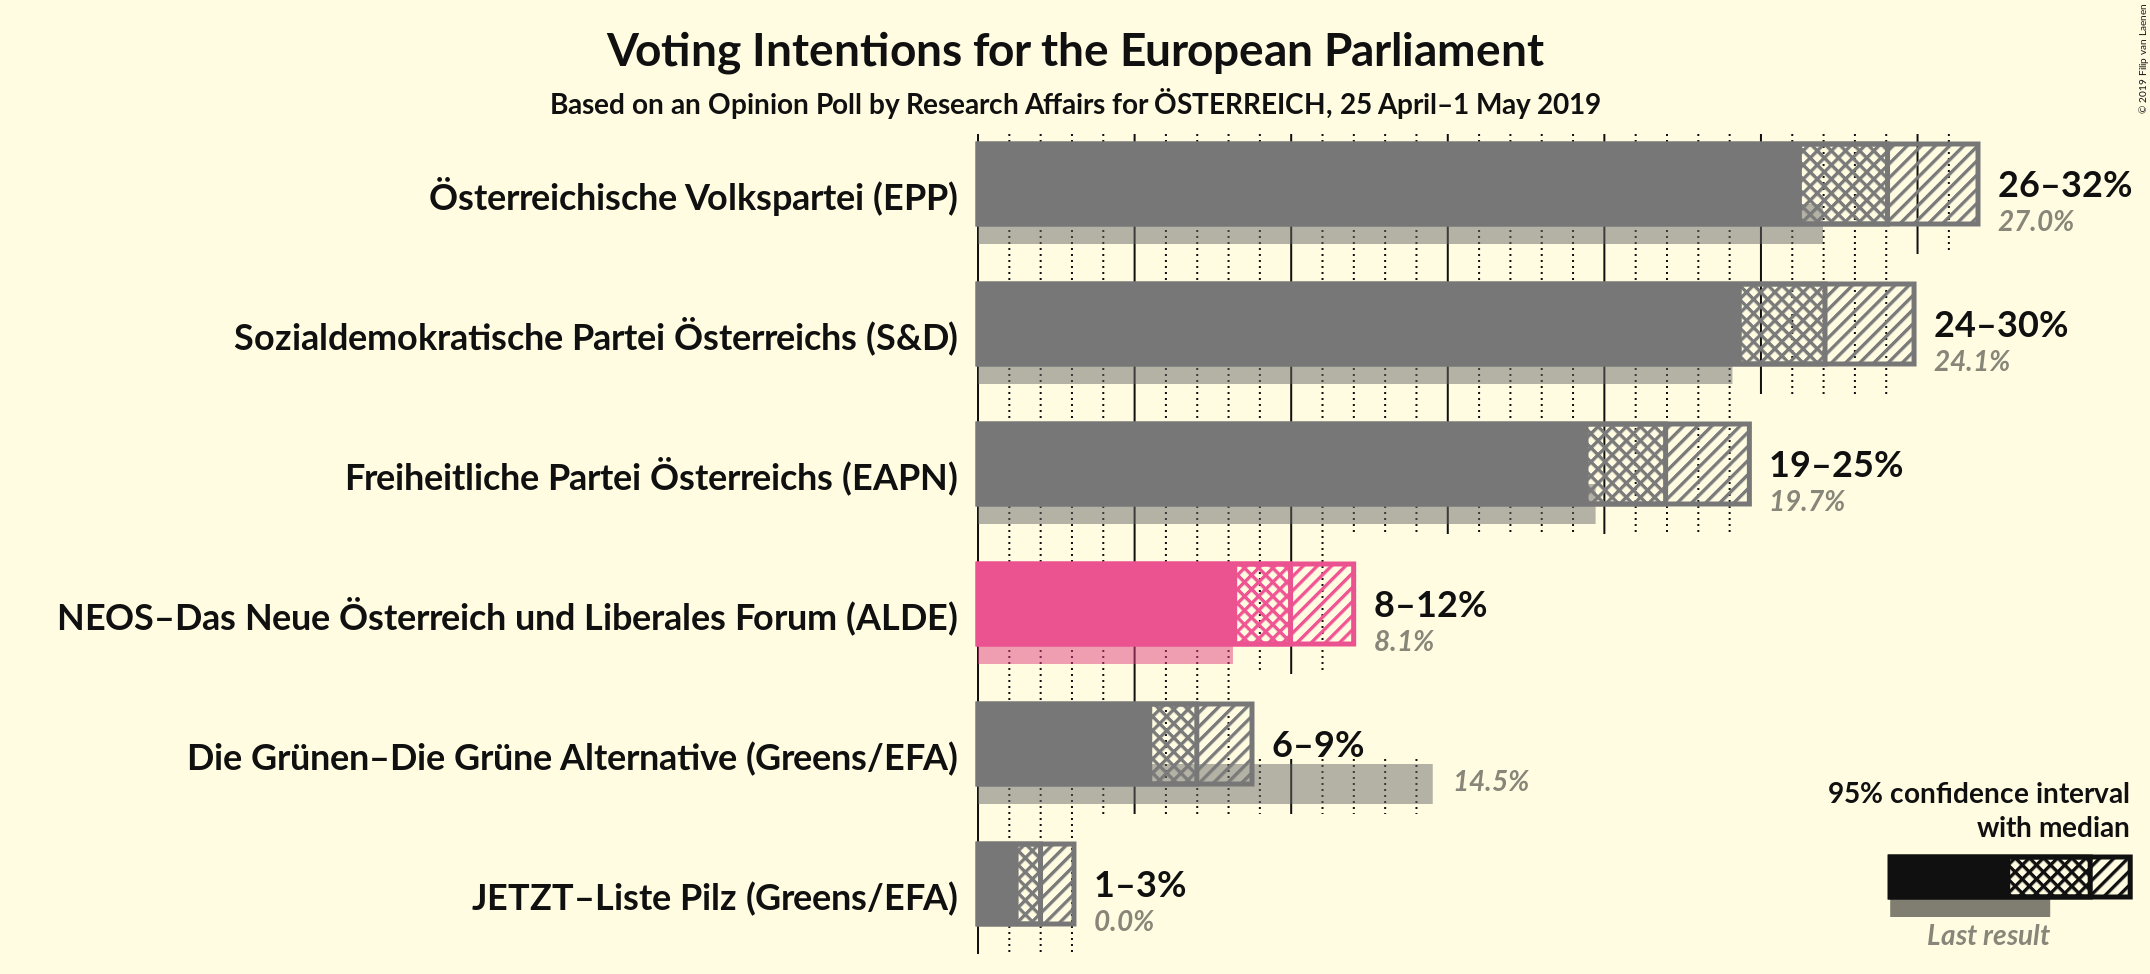 Voting Intentions for the European Parliament
Based on an Opinion Poll by Research Affairs for ÖSTERREICH, 25 April–1 May 2019
© 2019 Filip van Laenen
Österreichische Volkspartei (EPP)
26–32%
27.0%
Sozialdemokratische Partei Österreichs (S&D)
24–30%
24.1%
Freiheitliche Partei Österreichs (EAPN)
19–25%
19.7%
NEOS–Das Neue Österreich und Liberales Forum (ALDE)
8–12%
8.1%
Die Grünen–Die Grüne Alternative (Greens/EFA)
6–9%
14.5%
JETZT–Liste Pilz (Greens/EFA)
1–3%
0.0%
95% confidence interval
with median
Last result